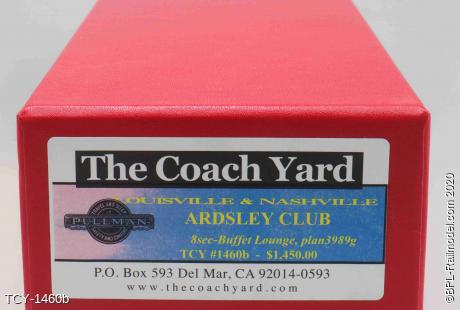 The Coach Yard
LOUISVILLE & NASHVILLE
ARDSLEY CLUB
PULLMAN
8sec-Buffet Lounge, plan3989g
TCY #1460b - $1,450.00
P.O. Box 593 Del Mar, CA 92014-0593
www.thecoachyard.com
TCY-1460b
©BPL-Railmodel.com 2020